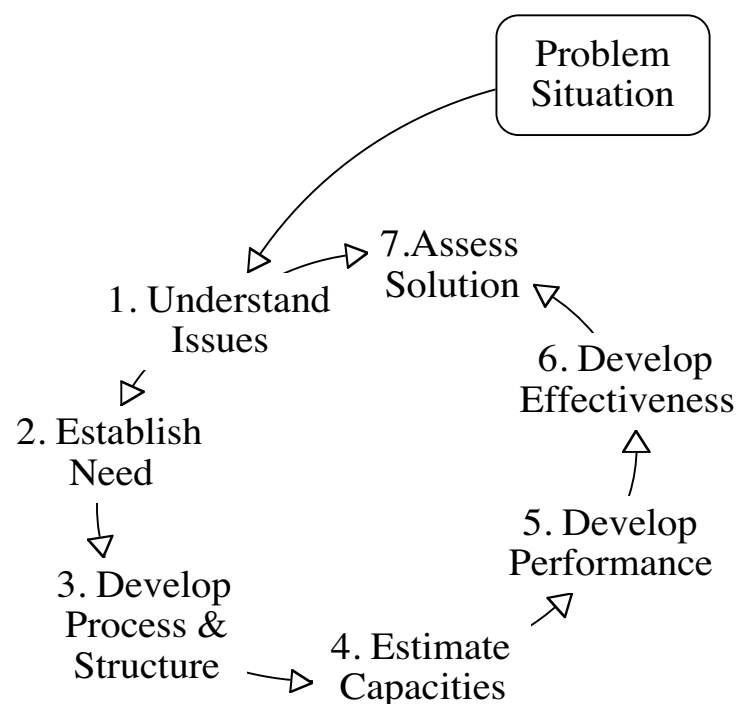 Problem
Situation
7.Assess
Solution
1. Understand
Issues
6. Develop
Effectiveness
2. Establish
Need
5. Develop
Performance
3. Develop
Process &
Structure
4. Estimate
Capacities